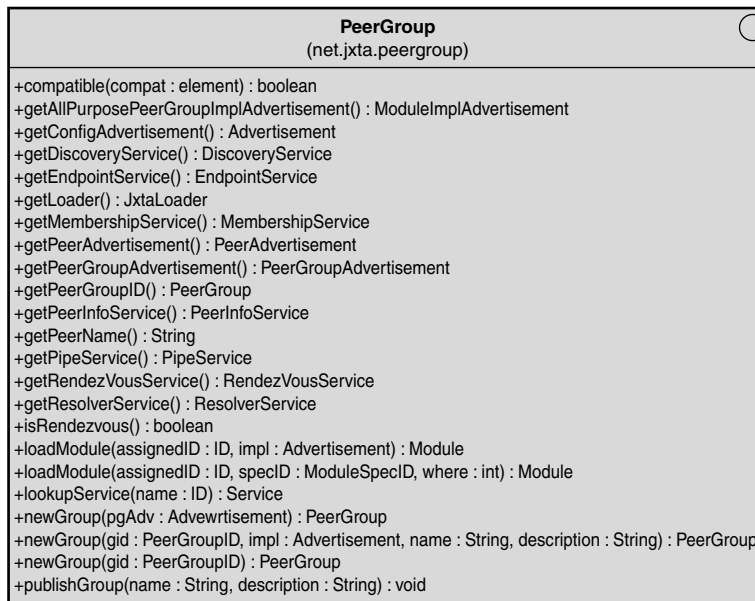 PeerGroup
(net.jxta.peergroup)
+compatible(compat : element) : boolean
+getAllPurposePeerGroupImplAdvertisement() : ModuleImplAdvertisement
+getConfigAdvertisement() : Advertisement
+getDiscoveryService() : DiscoveryService
+getEndpointService() : EndpointService
+getLoader() : JxtaLoader
+getMembershipService() : MembershipService
+getPeerAdvertisement() : PeerAdvertisement
+getPeerGroupAdvertisement() : PeerGroupAdvertisement
+getPeerGroupID() : PeerGroup
+getPeerInfoService() : PeerInfoService
+getPeerName() : String
+getPipeService() : PipeService
+getRendezVousService() : RendezVousService
+getResolverService() : ResolverService
+isRendezvous() : boolean
+loadModule(assignedID : ID, impl : Advertisement) : Module
+loadModule(assignedID : ID, specID : ModuleSpecID, where : int) : Module
+lookupService(name : ID) : Service
+newGroup(pgAdv : Advewrtisement) : PeerGroup
+newGroup(gid : PeerGroupID, impl : Advertisement, name : String, description : String) : PeerGroup
+newGroup(gid : PeerGroupID) : PeerGroup
+publishGroup(name : String, description : String) : void